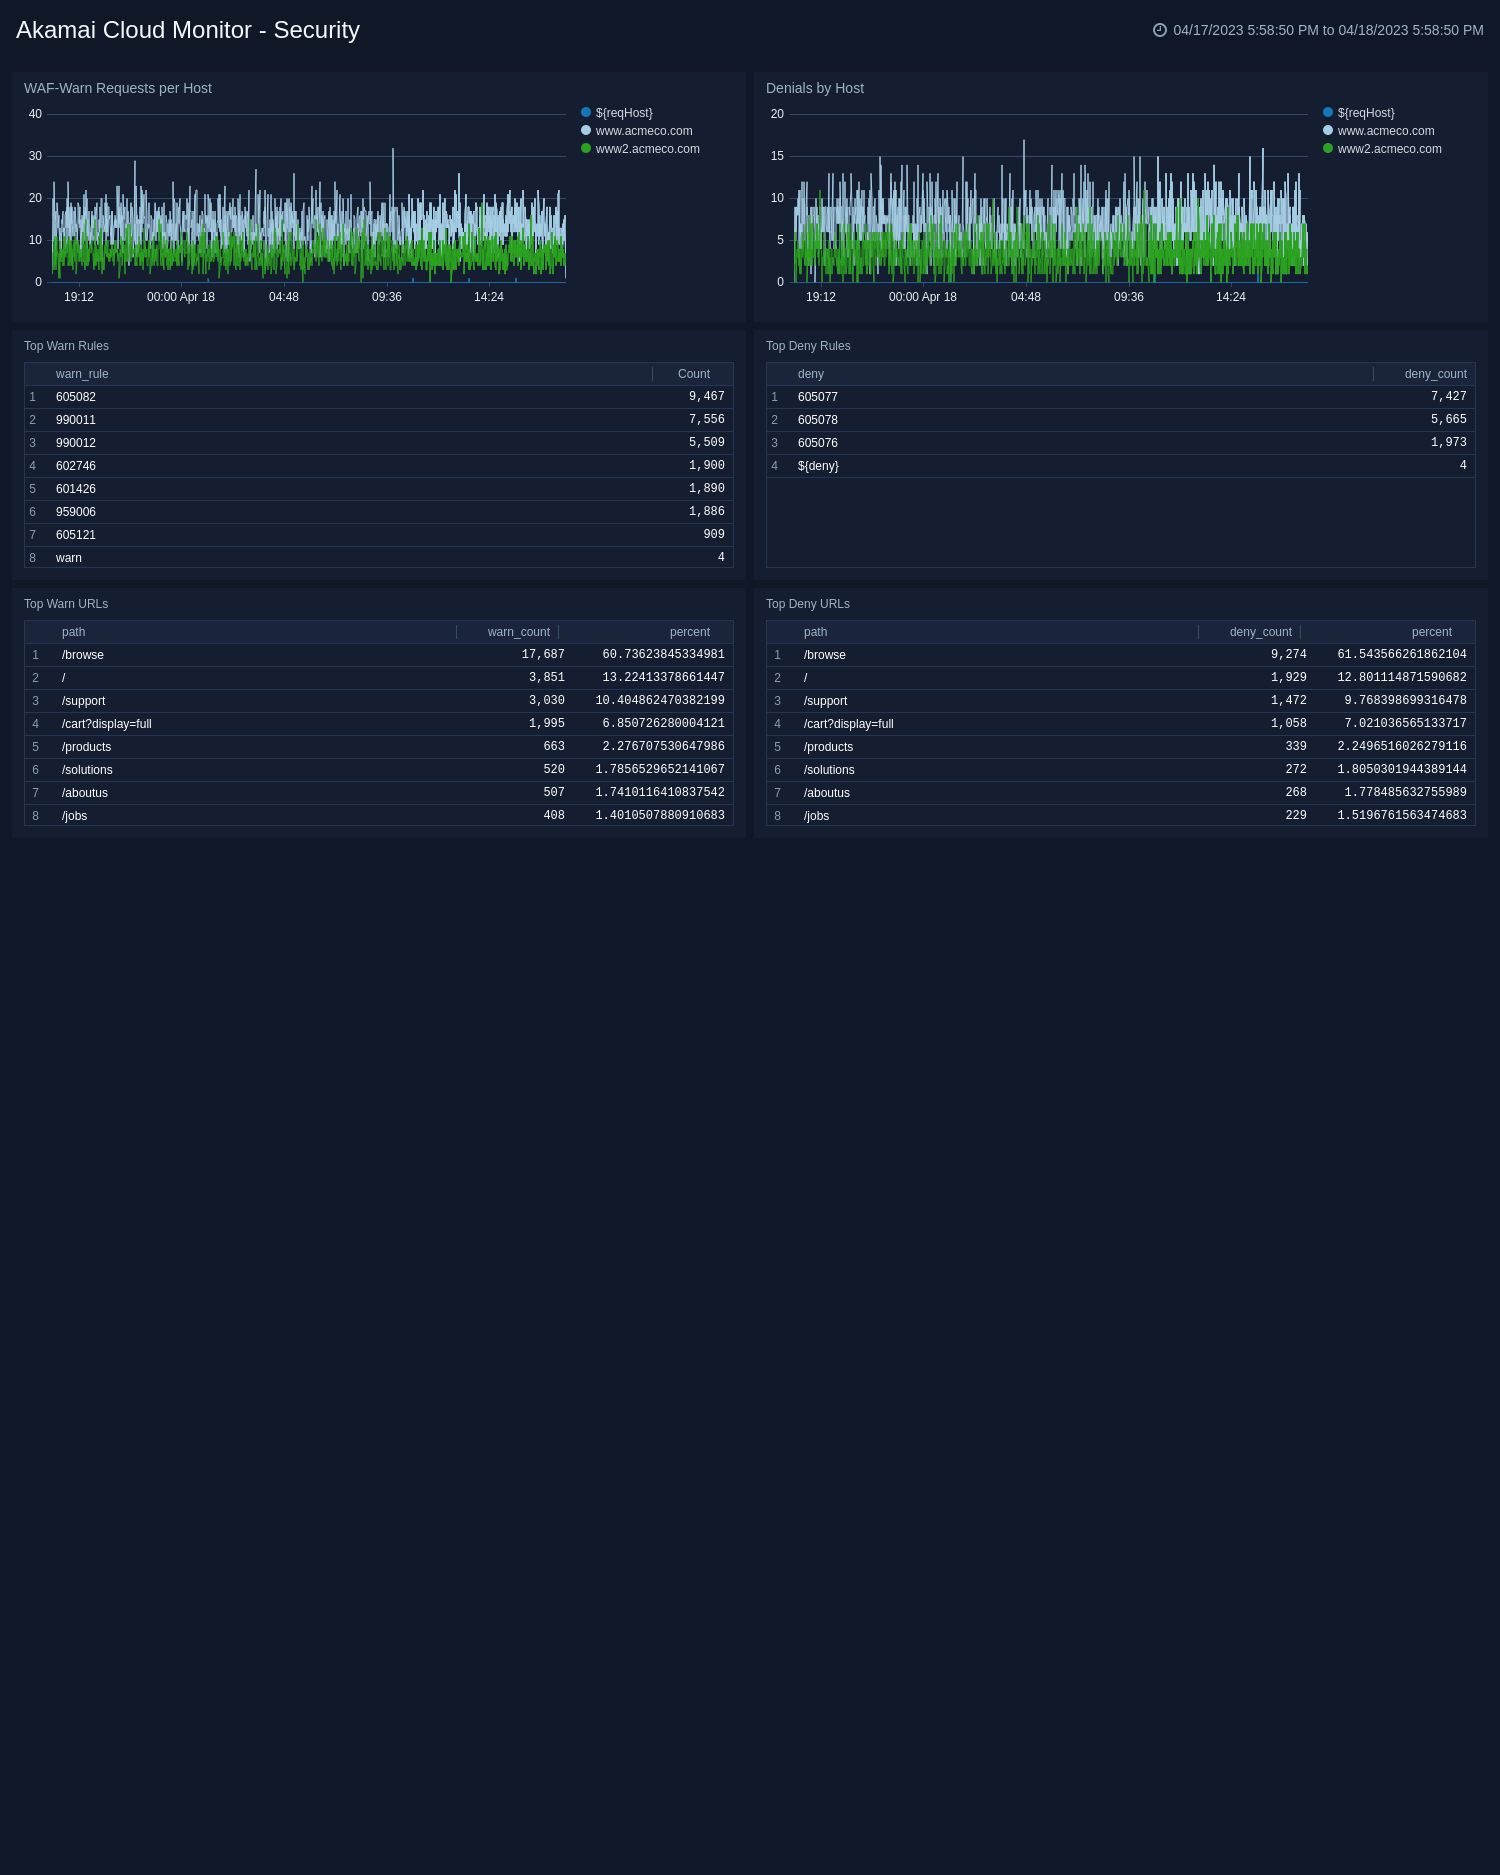 Akamai Cloud Monitor - Security
04/17/2023 5:58:50 PM to 04/18/2023 5:58:50 PM
WAF-Warn Requests per Host
40
30
20
10
0
19:12 00:00 Apr 18 04:48 09:36 14:24
${reqHost}
www.acmeco.com
www2.acmeco.com
Denials by Host
20
15
10
5
0
19:12 00:00 Apr 18 04:48 09:36 14:24
${reqHost}
www.acmeco.com
www2.acmeco.com
Top Warn Rules
warn_rule Count
1 605082 9,467
2 990011 7,556
3 990012 5,509
4 602746 1,900
5 601426 1,890
6 959006 1,886
7 605121 909
8 warn 4
Top Deny Rules
deny deny_count
1 605077 7,427
2 605078 5,665
3 605076 1,973
4 ${deny} 4
Top Warn URLs
path warn_count percent
1 /browse 17,687 60.73623845334981
2 / 3,851 13.22413378661447
3 /support 3,030 10.404862470382199
4 /cart?display=full 1,995 6.850726280004121
5 /products 663 2.276707530647986
6 /solutions 520 1.7856529652141067
7 /aboutus 507 1.7410116410837542
8 /jobs 408 1.4010507880910683
Top Deny URLs
path deny_count percent
1 /browse 9,274 61.543566261862104
2 / 1,929 12.801114871590682
3 /support 1,472 9.768398699316478
4 /cart?display=full 1,058 7.021036565133717
5 /products 339 2.2496516026279116
6 /solutions 272 1.8050301944389144
7 /aboutus 268 1.778485632755989
8 /jobs 229 1.5196761563474683